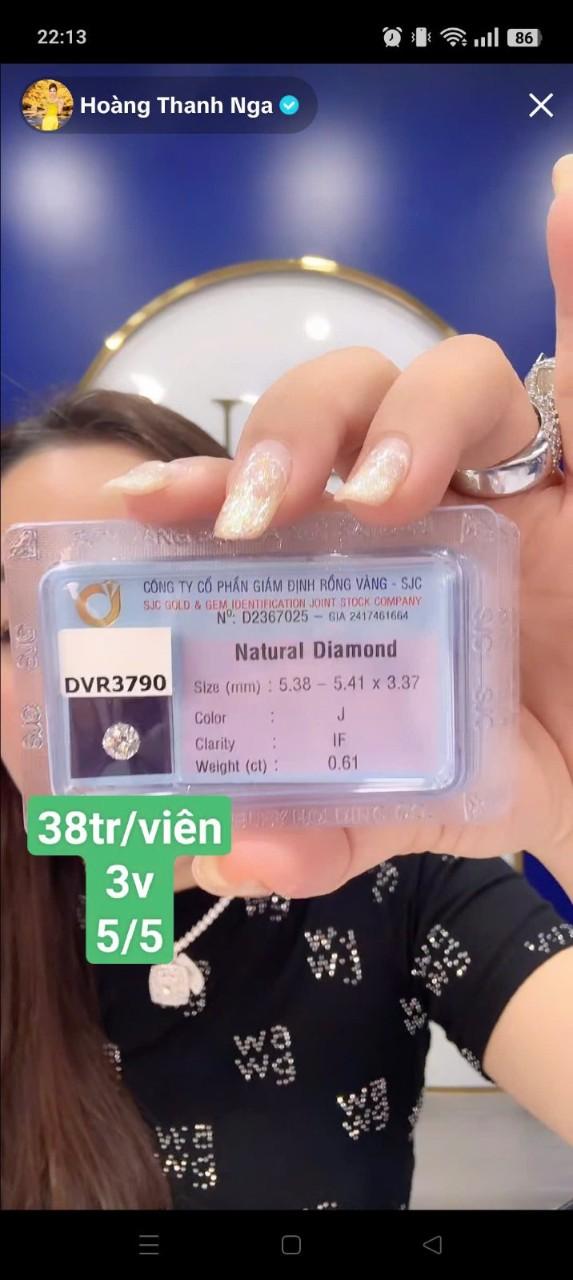 22:13
86
Hoàng Thanh Nga
CÔNG TY CỔ PHẦN GIÁM ĐỊNH RỒNG VÀNG - SJC
SJC GOLD & GEM IDENTIFICATION JOINT STOCK COMPANY
Nº: D2367025 – GIA 2417461664
Natural Diamond
DVR3790
Size (mm) : 5.38 – 5.41 x 3.37
Color : J
Clarity : IF
Weight (ct) : 0.61
38tr/viên
3v
5/5